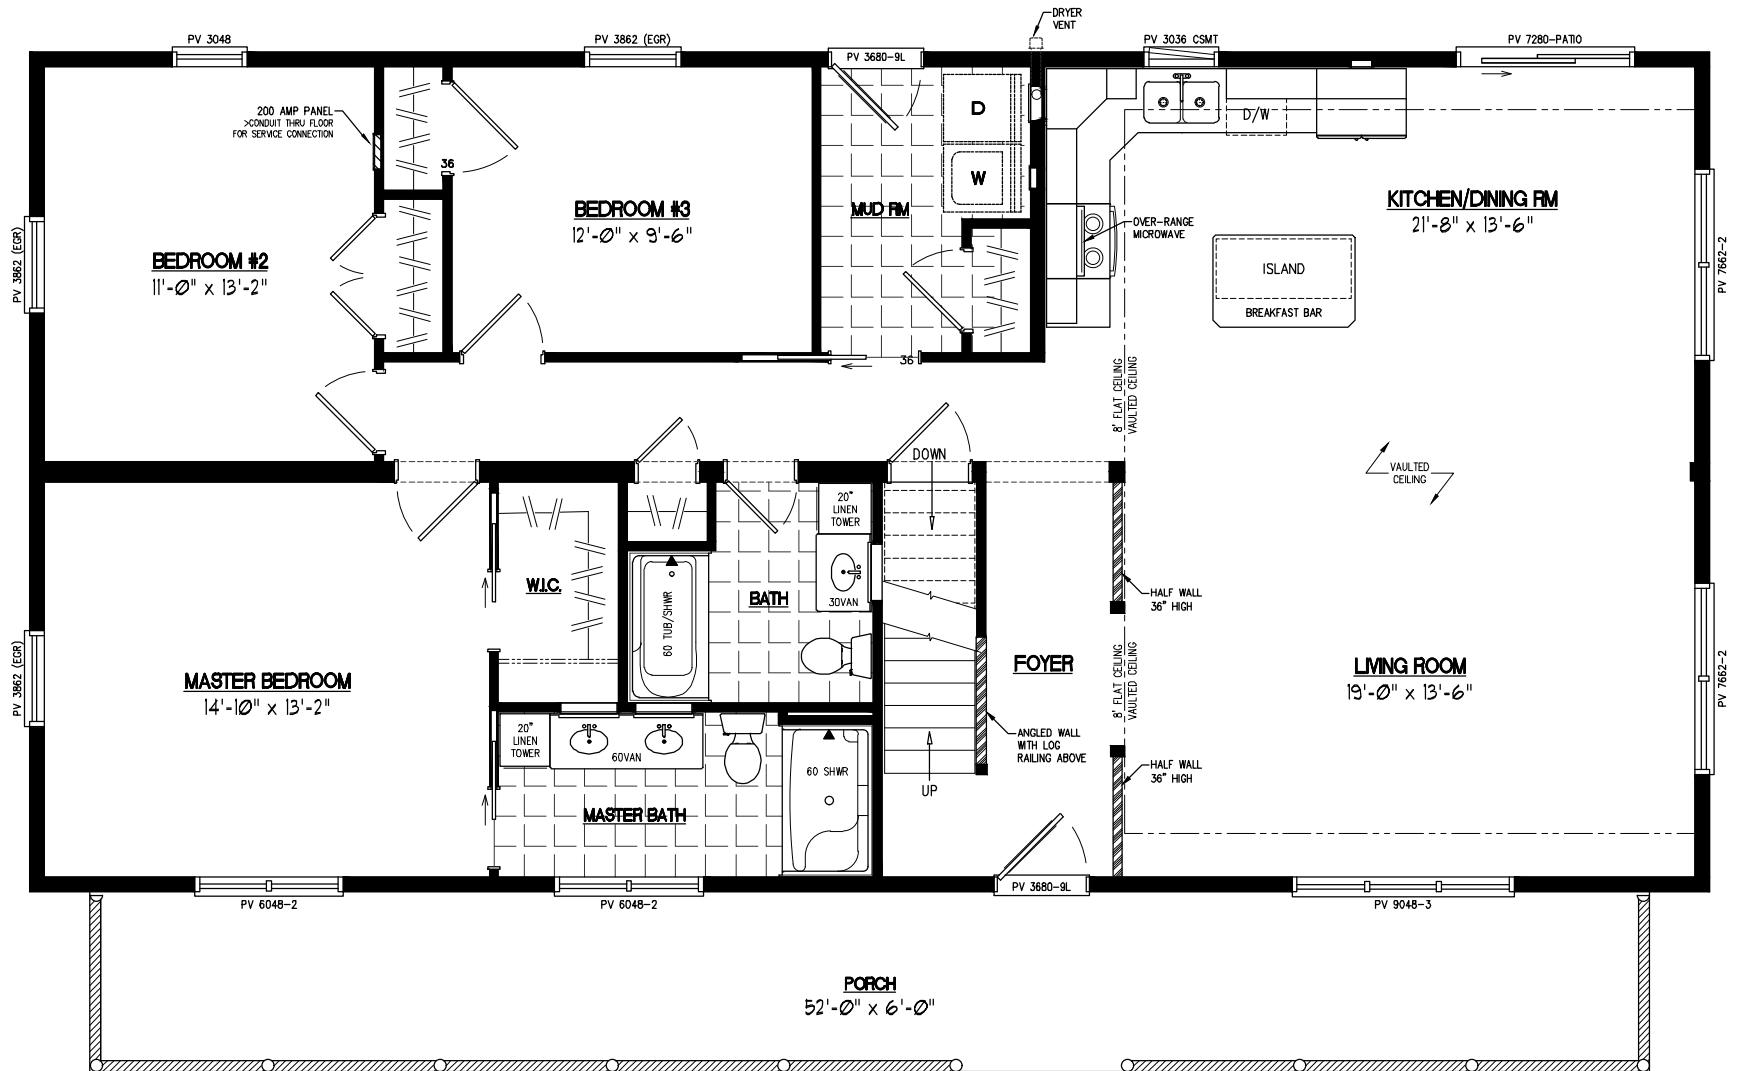 DRYER
VENT
PV 3048
PV 3862 (EGR)
PV 3680-9L
PV 3036 CSMT
PV 7280-PATIO
200 AMP PANEL
>CONDUIT THRU FLOOR
FOR SERVICE CONNECTION
36
D
D/W
W
BEDROOM #3
12'-0" x 9'-6"
MUD RM
OVER-RANGE
MICROWAVE
KITCHEN/DINING RM
21'-8" x 13'-6"
PV 3862 (EGR)
BEDROOM #2
11'-0" x 13'-2"
ISLAND
BREAKFAST BAR
PV 7662-2
36
8' FLAT CEILING
VAULTED CEILING
DOWN
VAULTED
CEILING
20"
LINEN
TOWER
W.I.C.
60 TUB/SHWR
BATH
30VAN
HALF WALL
36" HIGH
PV 3862 (EGR)
MASTER BEDROOM
14'-10" x 13'-2"
FOYER
8' FLAT CEILING
VAULTED CEILING
LIVING ROOM
19'-0" x 13'-6"
PV 7662-2
20"
LINEN
TOWER
60VAN
60 SHWR
ANGLED WALL
WITH LOG
RAILING ABOVE
HALF WALL
36" HIGH
UP
MASTER BATH
PV 6048-2
PV 6048-2
PV 3680-9L
PV 9048-3
PORCH
52'-0" x 6'-0"